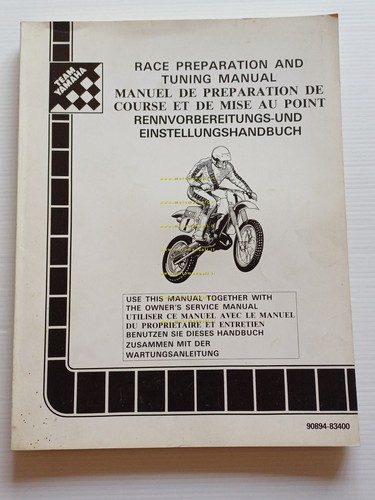 TEAM
YAMAHA
RACE PREPARATION AND
TUNING MANUAL
MANUEL DE PREPARATION DE
COURSE ET DE MISE AU POINT
RENNVORBEREITUNGS-UND
EINSTELLUNGSHANDBUCH
USE THIS MANUAL TOGETHER WITH
THE OWNER'S SERVICE MANUAL
UTILISER CE MANUEL AVEC LE MANUEL
DU PROPRIETAIRE ET ENTRETIEN
BENUTZEN SIE DIESES HANDBUCH
ZUSAMMEN MIT DER
WARTUNGSANLEITUNG
90894-83400